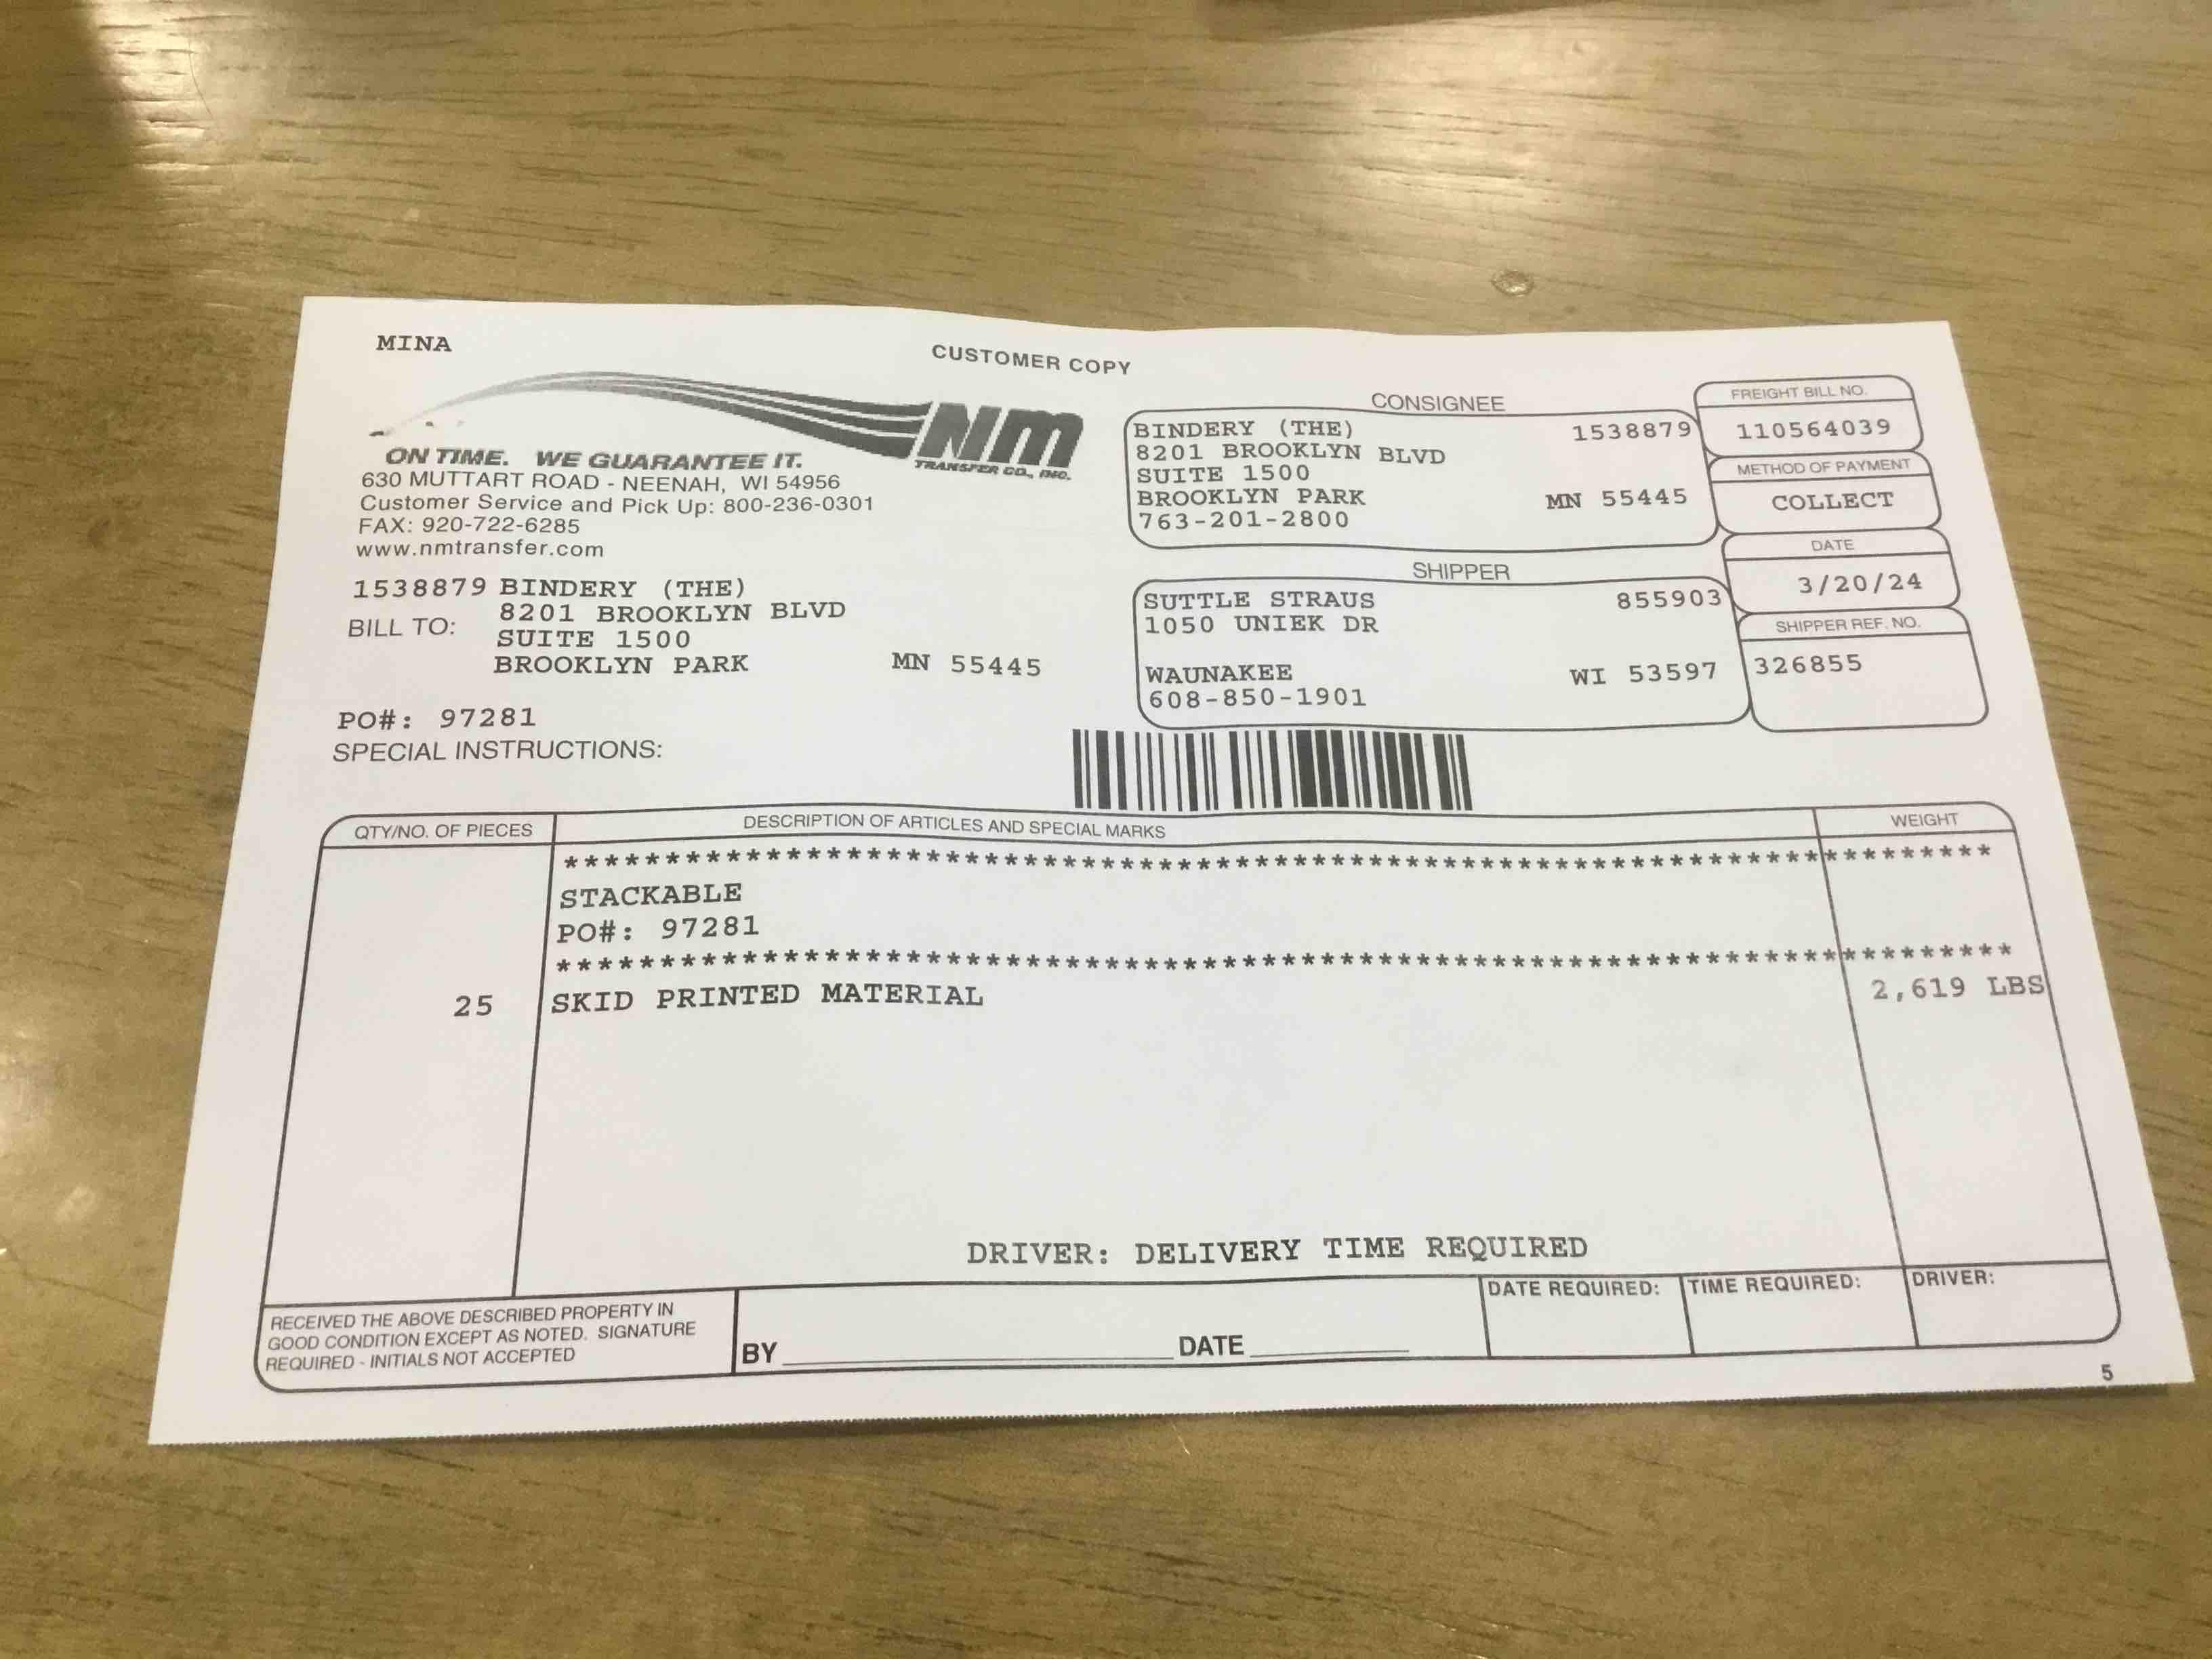 MINA
CUSTOMER COPY
NM
TRANSFER CO., INC.
ON TIME. WE GUARANTEE IT.
630 MUTTART ROAD - NEENAH, WI 54956
Customer Service and Pick Up: 800-236-0301
FAX: 920-722-6285
www.nmtransfer.com
1538879 BINDERY (THE)
8201 BROOKLYN BLVD
BILL TO:
SUITE 1500
BROOKLYN PARK MN 55445
PO#: 97281
SPECIAL INSTRUCTIONS:
CONSIGNEE
BINDERY (THE) 1538879
8201 BROOKLYN BLVD
SUITE 1500
BROOKLYN PARK MN 55445
763-201-2800
SHIPPER
SUTTLE STRAUS 855903
1050 UNIEK DR
WAUNAKEE WI 53597
608-850-1901
FREIGHT BILL NO.
110564039
METHOD OF PAYMENT
COLLECT
DATE
3/20/24
SHIPPER REF. NO.
326855
QTY/NO. OF PIECES DESCRIPTION OF ARTICLES AND SPECIAL MARKS WEIGHT
************************************************************************
STACKABLE
PO#: 97281
************************************************************************
25 SKID PRINTED MATERIAL 2,619 LBS
DRIVER: DELIVERY TIME REQUIRED
RECEIVED THE ABOVE DESCRIBED PROPERTY IN
GOOD CONDITION EXCEPT AS NOTED. SIGNATURE
REQUIRED - INITIALS NOT ACCEPTED
BY DATE
DATE REQUIRED: TIME REQUIRED: DRIVER:
5